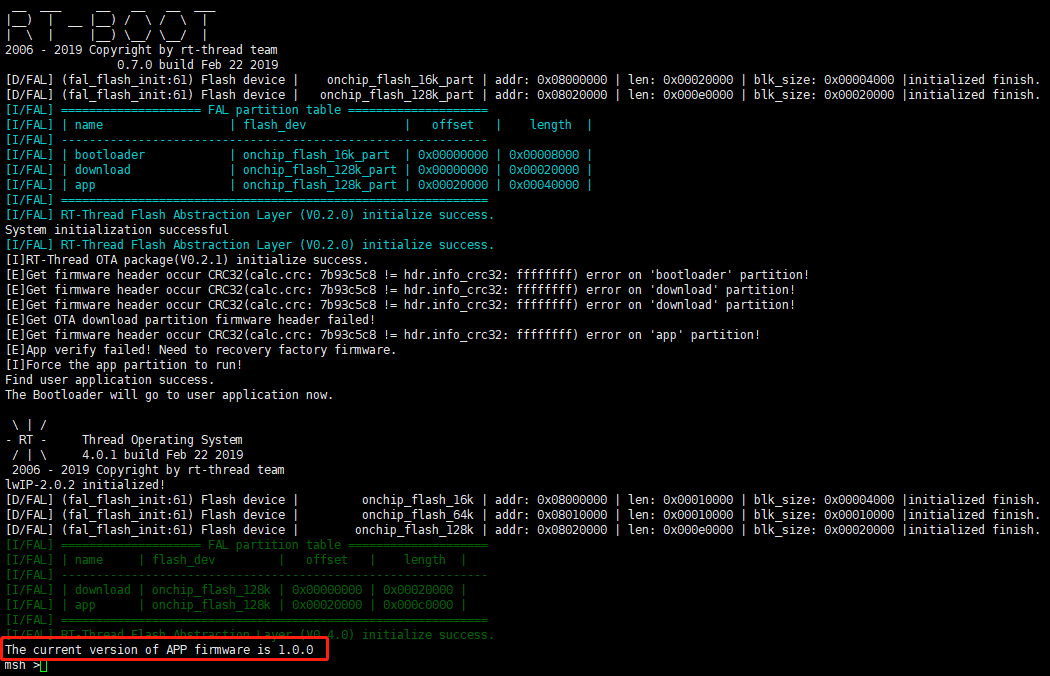 __  ___     __   __  __  ___
|__)  |  __ |__) /  \ /  \  |
|  \  |     |__) \__/ \__/  |
2006 - 2019 Copyright by rt-thread team
                0.7.0 build Feb 22 2019
[D/FAL] (fal_flash_init:61) Flash device |    onchip_flash_16k_part | addr: 0x08000000 | len: 0x00020000 | blk_size: 0x00004000 |initialized finish.
[D/FAL] (fal_flash_init:61) Flash device |   onchip_flash_128k_part | addr: 0x08020000 | len: 0x000e0000 | blk_size: 0x00020000 |initialized finish.
[I/FAL] ==================== FAL partition table ====================
[I/FAL] | name                  | flash_dev              |   offset   |    length  |
[I/FAL] -------------------------------------------------------------
[I/FAL] | bootloader            | onchip_flash_16k_part  | 0x00000000 | 0x00008000 |
[I/FAL] | download              | onchip_flash_128k_part | 0x00000000 | 0x00020000 |
[I/FAL] | app                   | onchip_flash_128k_part | 0x00020000 | 0x00040000 |
[I/FAL] =============================================================
[I/FAL] RT-Thread Flash Abstraction Layer (V0.2.0) initialize success.
System initialization successful
[I/FAL] RT-Thread Flash Abstraction Layer (V0.2.0) initialize success.
[I]RT-Thread OTA package(V0.2.1) initialize success.
[E]Get firmware header occur CRC32(calc.crc: 7b93c5c8 != hdr.info_crc32: ffffffff) error on 'bootloader' partition!
[E]Get firmware header occur CRC32(calc.crc: 7b93c5c8 != hdr.info_crc32: ffffffff) error on 'download' partition!
[E]Get firmware header occur CRC32(calc.crc: 7b93c5c8 != hdr.info_crc32: ffffffff) error on 'download' partition!
[E]Get OTA download partition firmware header failed!
[E]Get firmware header occur CRC32(calc.crc: 7b93c5c8 != hdr.info_crc32: ffffffff) error on 'app' partition!
[E]App verify failed! Need to recovery factory firmware.
[I]Force the app partition to run!
Find user application success.
The Bootloader will go to user application now.
 \ | /
- RT -     Thread Operating System
 / | \     4.0.1 build Feb 22 2019
 2006 - 2019 Copyright by rt-thread team
lwIP-2.0.2 initialized!
[D/FAL] (fal_flash_init:61) Flash device |         onchip_flash_16k | addr: 0x08000000 | len: 0x00010000 | blk_size: 0x00004000 |initialized finish.
[D/FAL] (fal_flash_init:61) Flash device |         onchip_flash_64k | addr: 0x08010000 | len: 0x00010000 | blk_size: 0x00010000 |initialized finish.
[D/FAL] (fal_flash_init:61) Flash device |        onchip_flash_128k | addr: 0x08020000 | len: 0x000e0000 | blk_size: 0x00020000 |initialized finish.
[I/FAL] ==================== FAL partition table ====================
[I/FAL] | name     | flash_dev         |   offset   |    length  |
[I/FAL] -------------------------------------------------------------
[I/FAL] | download | onchip_flash_128k | 0x00000000 | 0x00020000 |
[I/FAL] | app      | onchip_flash_128k | 0x00020000 | 0x000c0000 |
[I/FAL] =============================================================
[I/FAL] RT-Thread Flash Abstraction Layer (V0.4.0) initialize success.
The current version of APP firmware is 1.0.0
msh >